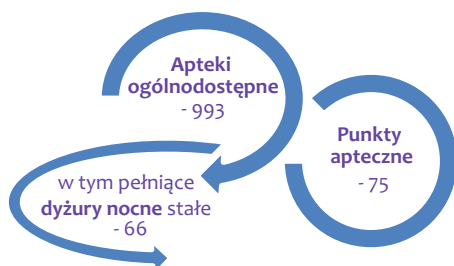 Apteki
ogólnodostępne
- 993
Punkty
apteczne
- 75
w tym pełniące
dyżury nocne stałe
- 66